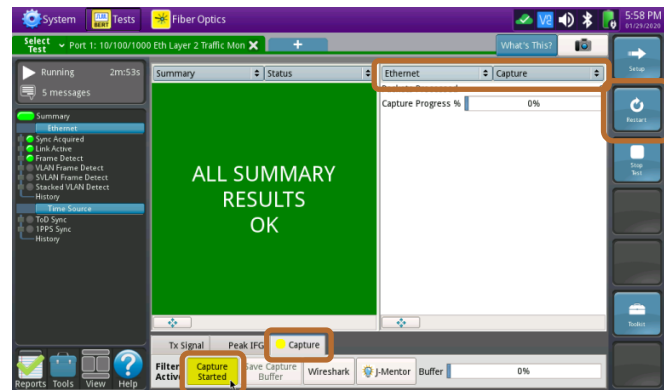 System
Tests
Fiber Optics
V2
5:58 PM
01/29/2020
Select Test
Port 1: 10/100/1000 Eth Layer 2 Traffic Mon
What's This?
Setup
Running 2m:53s
5 messages
Summary
Status
Ethernet
Capture
Capture Progress %
0%
Restart
Summary
Ethernet
Sync Acquired
Link Active
Frame Detect
VLAN Frame Detect
SVLAN Frame Detect
Stacked VLAN Detect
History
Time Source
ToD Sync
1PPS Sync
History
ALL SUMMARY
RESULTS
OK
Stop
Test
Toolkit
Tx Signal
Peak IFG
Capture
Filter
Active
Capture
Started
Save Capture
Buffer
Wireshark
J-Mentor
Buffer
0%
Reports
Tools
View
Help